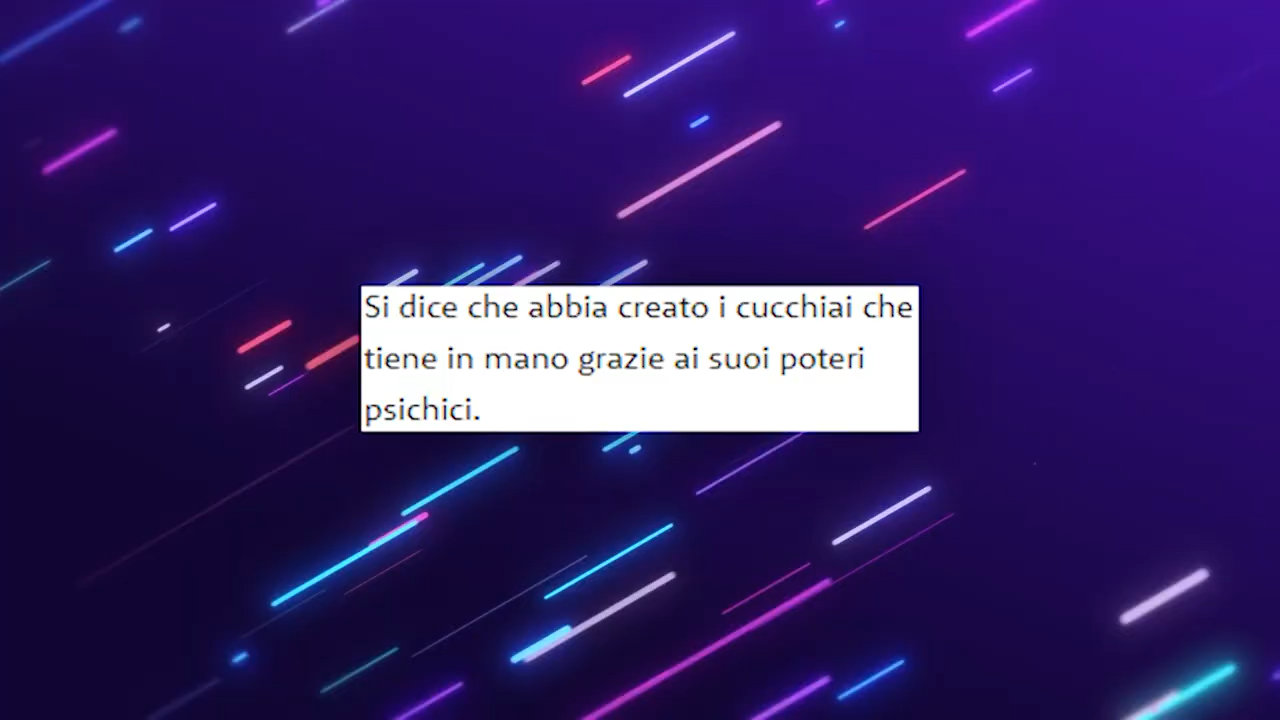 Si dice che abbia creato i cucchiai che
tiene in mano grazie ai suoi poteri
psichici.